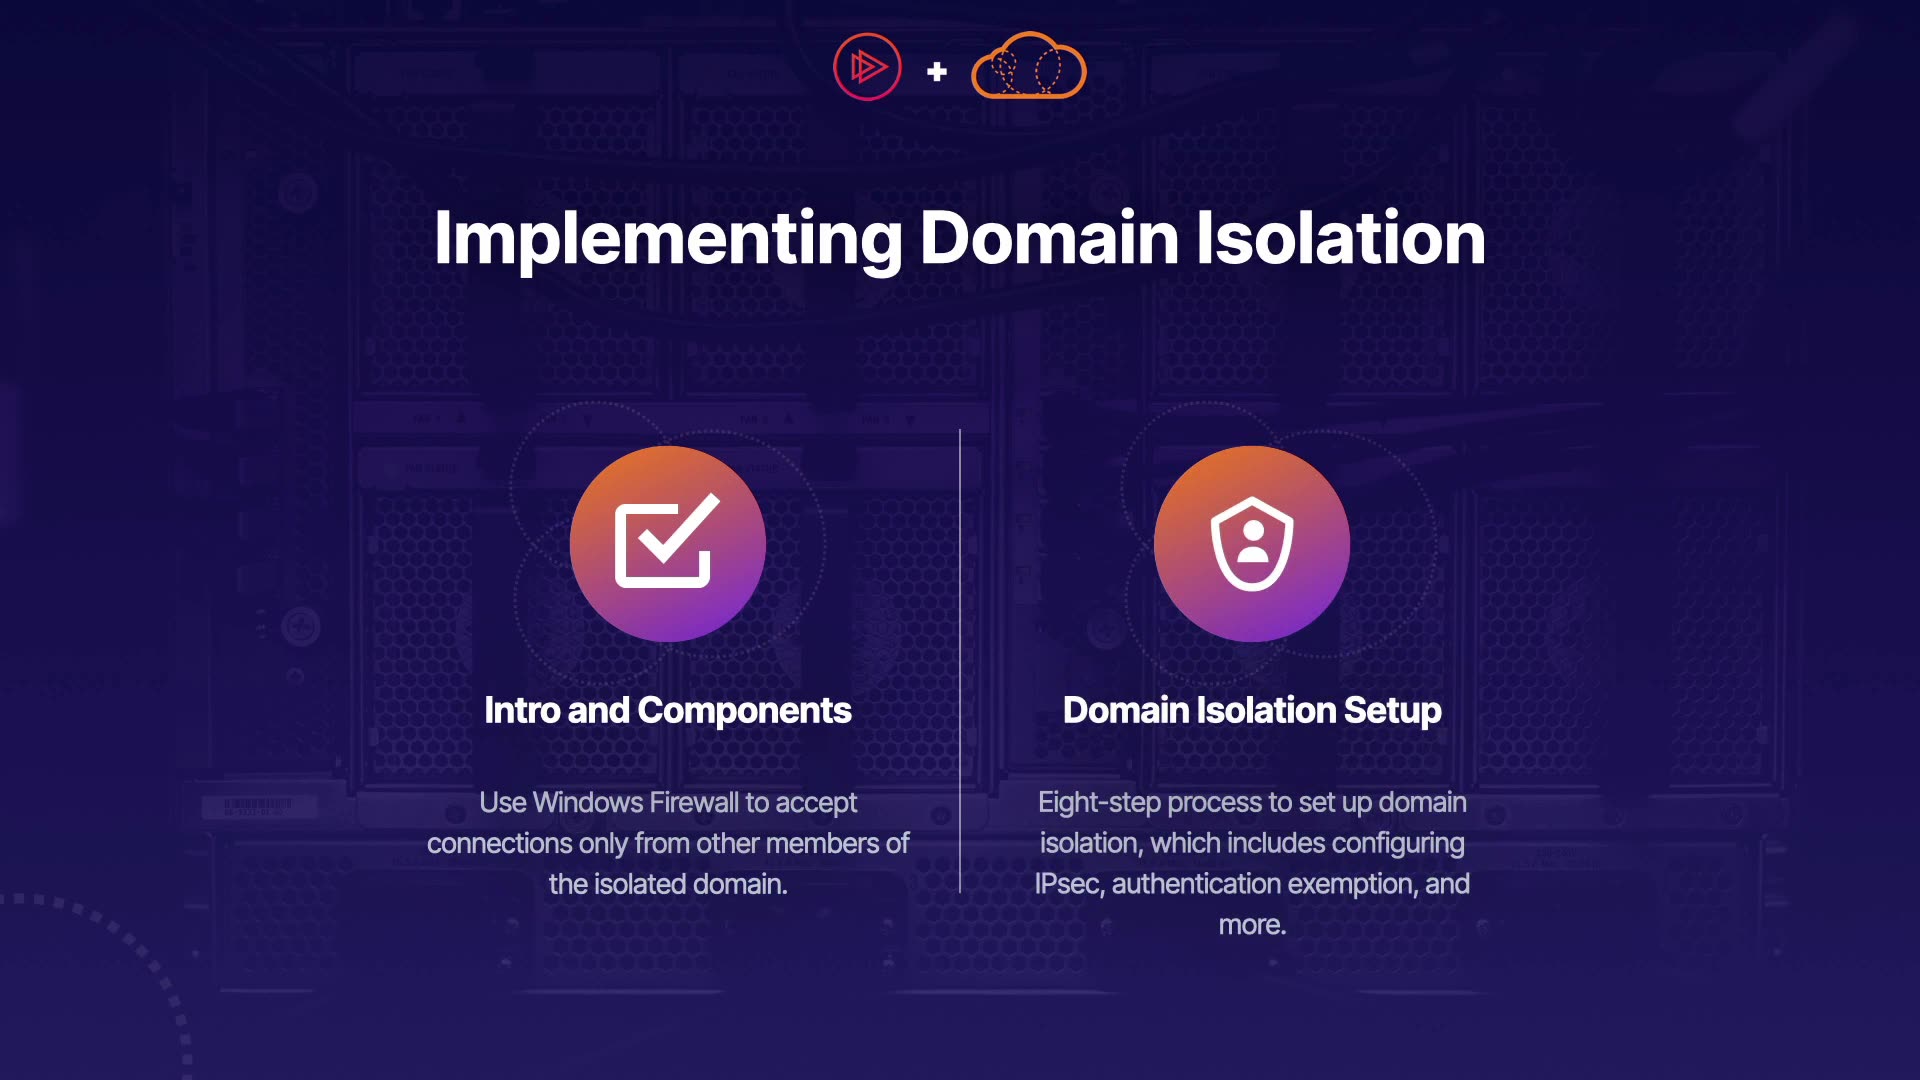 Implementing Domain Isolation
Intro and Components
Use Windows Firewall to accept
connections only from other members of
the isolated domain.
Domain Isolation Setup
Eight-step process to set up domain
isolation, which includes configuring
IPsec, authentication exemption, and
more.